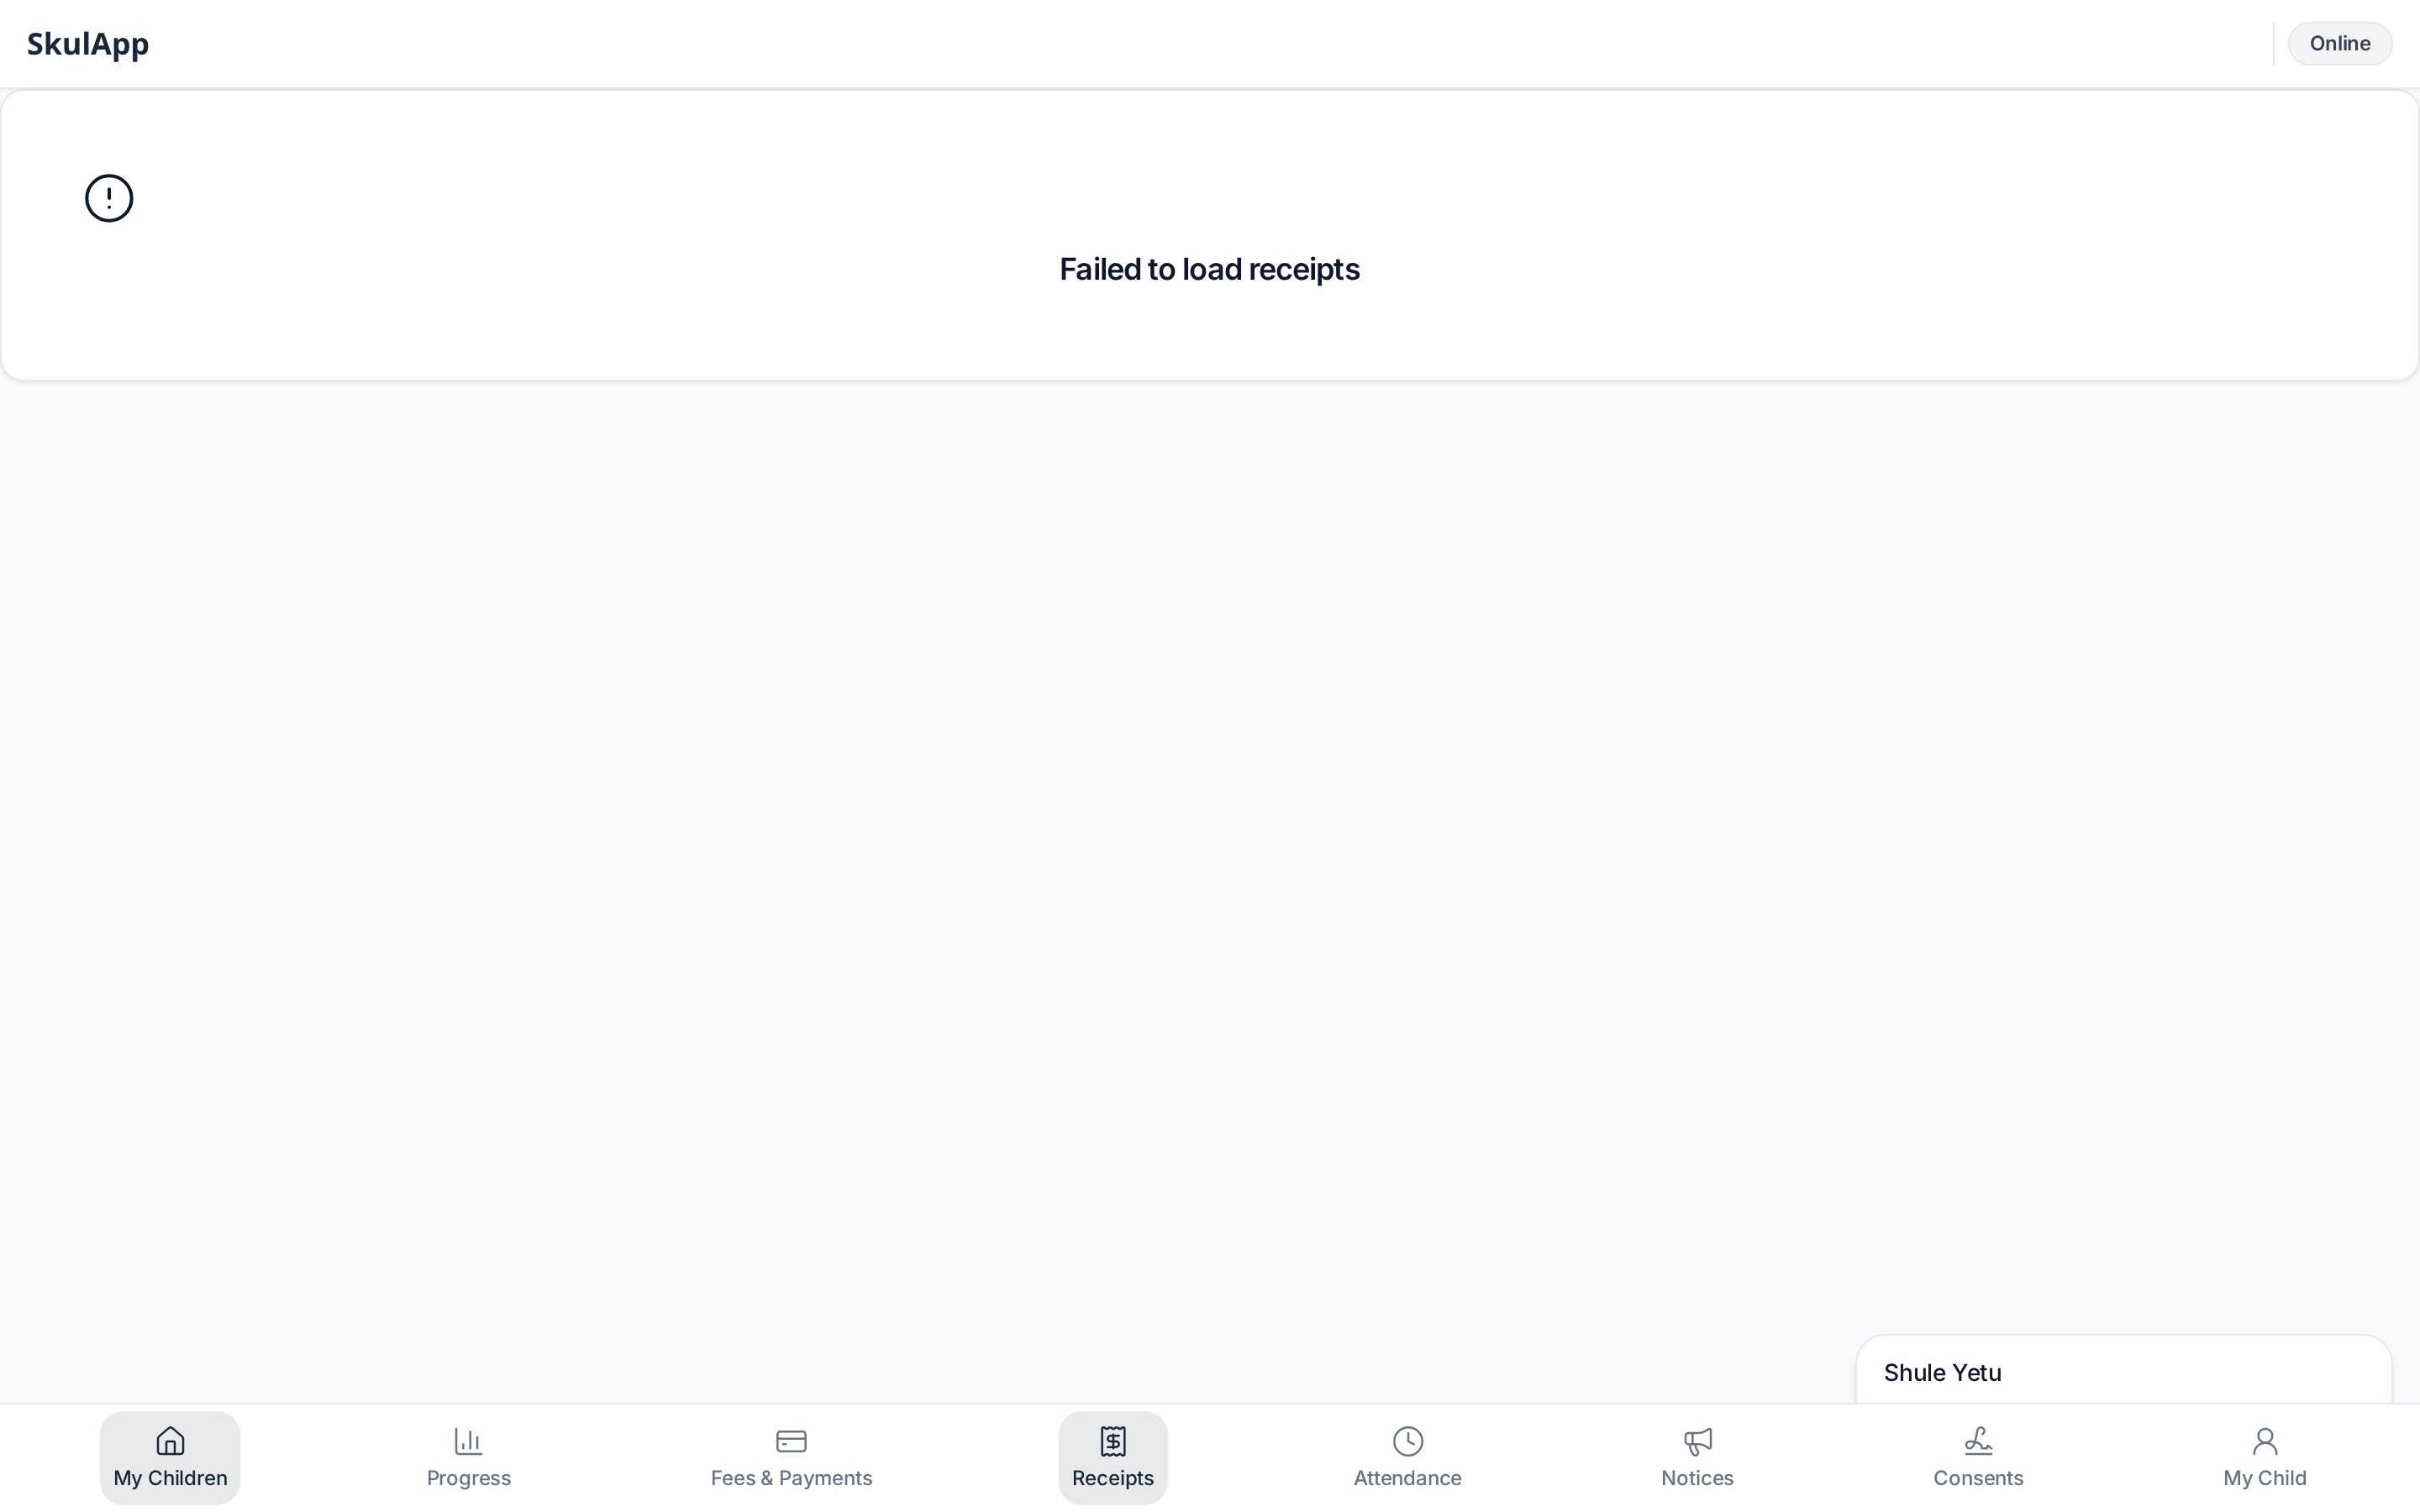 SkulApp
Online
Failed to load receipts
Shule Yetu
My Children
Progress
Fees & Payments
Receipts
Attendance
Notices
Consents
My Child